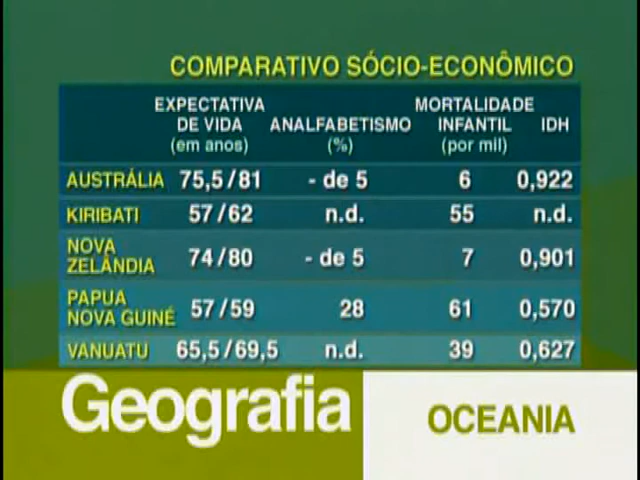 COMPARATIVO SÓCIO-ECONÔMICO
EXPECTATIVA DE VIDA (em anos) ANALFABETISMO (%) MORTALIDADE INFANTIL (por mil) IDH
AUSTRÁLIA 75,5/81 - de 5 6 0,922
KIRIBATI 57/62 n.d. 55 n.d.
NOVA ZELÂNDIA 74/80 - de 5 7 0,901
PAPUA NOVA GUINÉ 57/59 28 61 0,570
VANUATU 65,5/69,5 n.d. 39 0,627
Geografia
OCEANIA